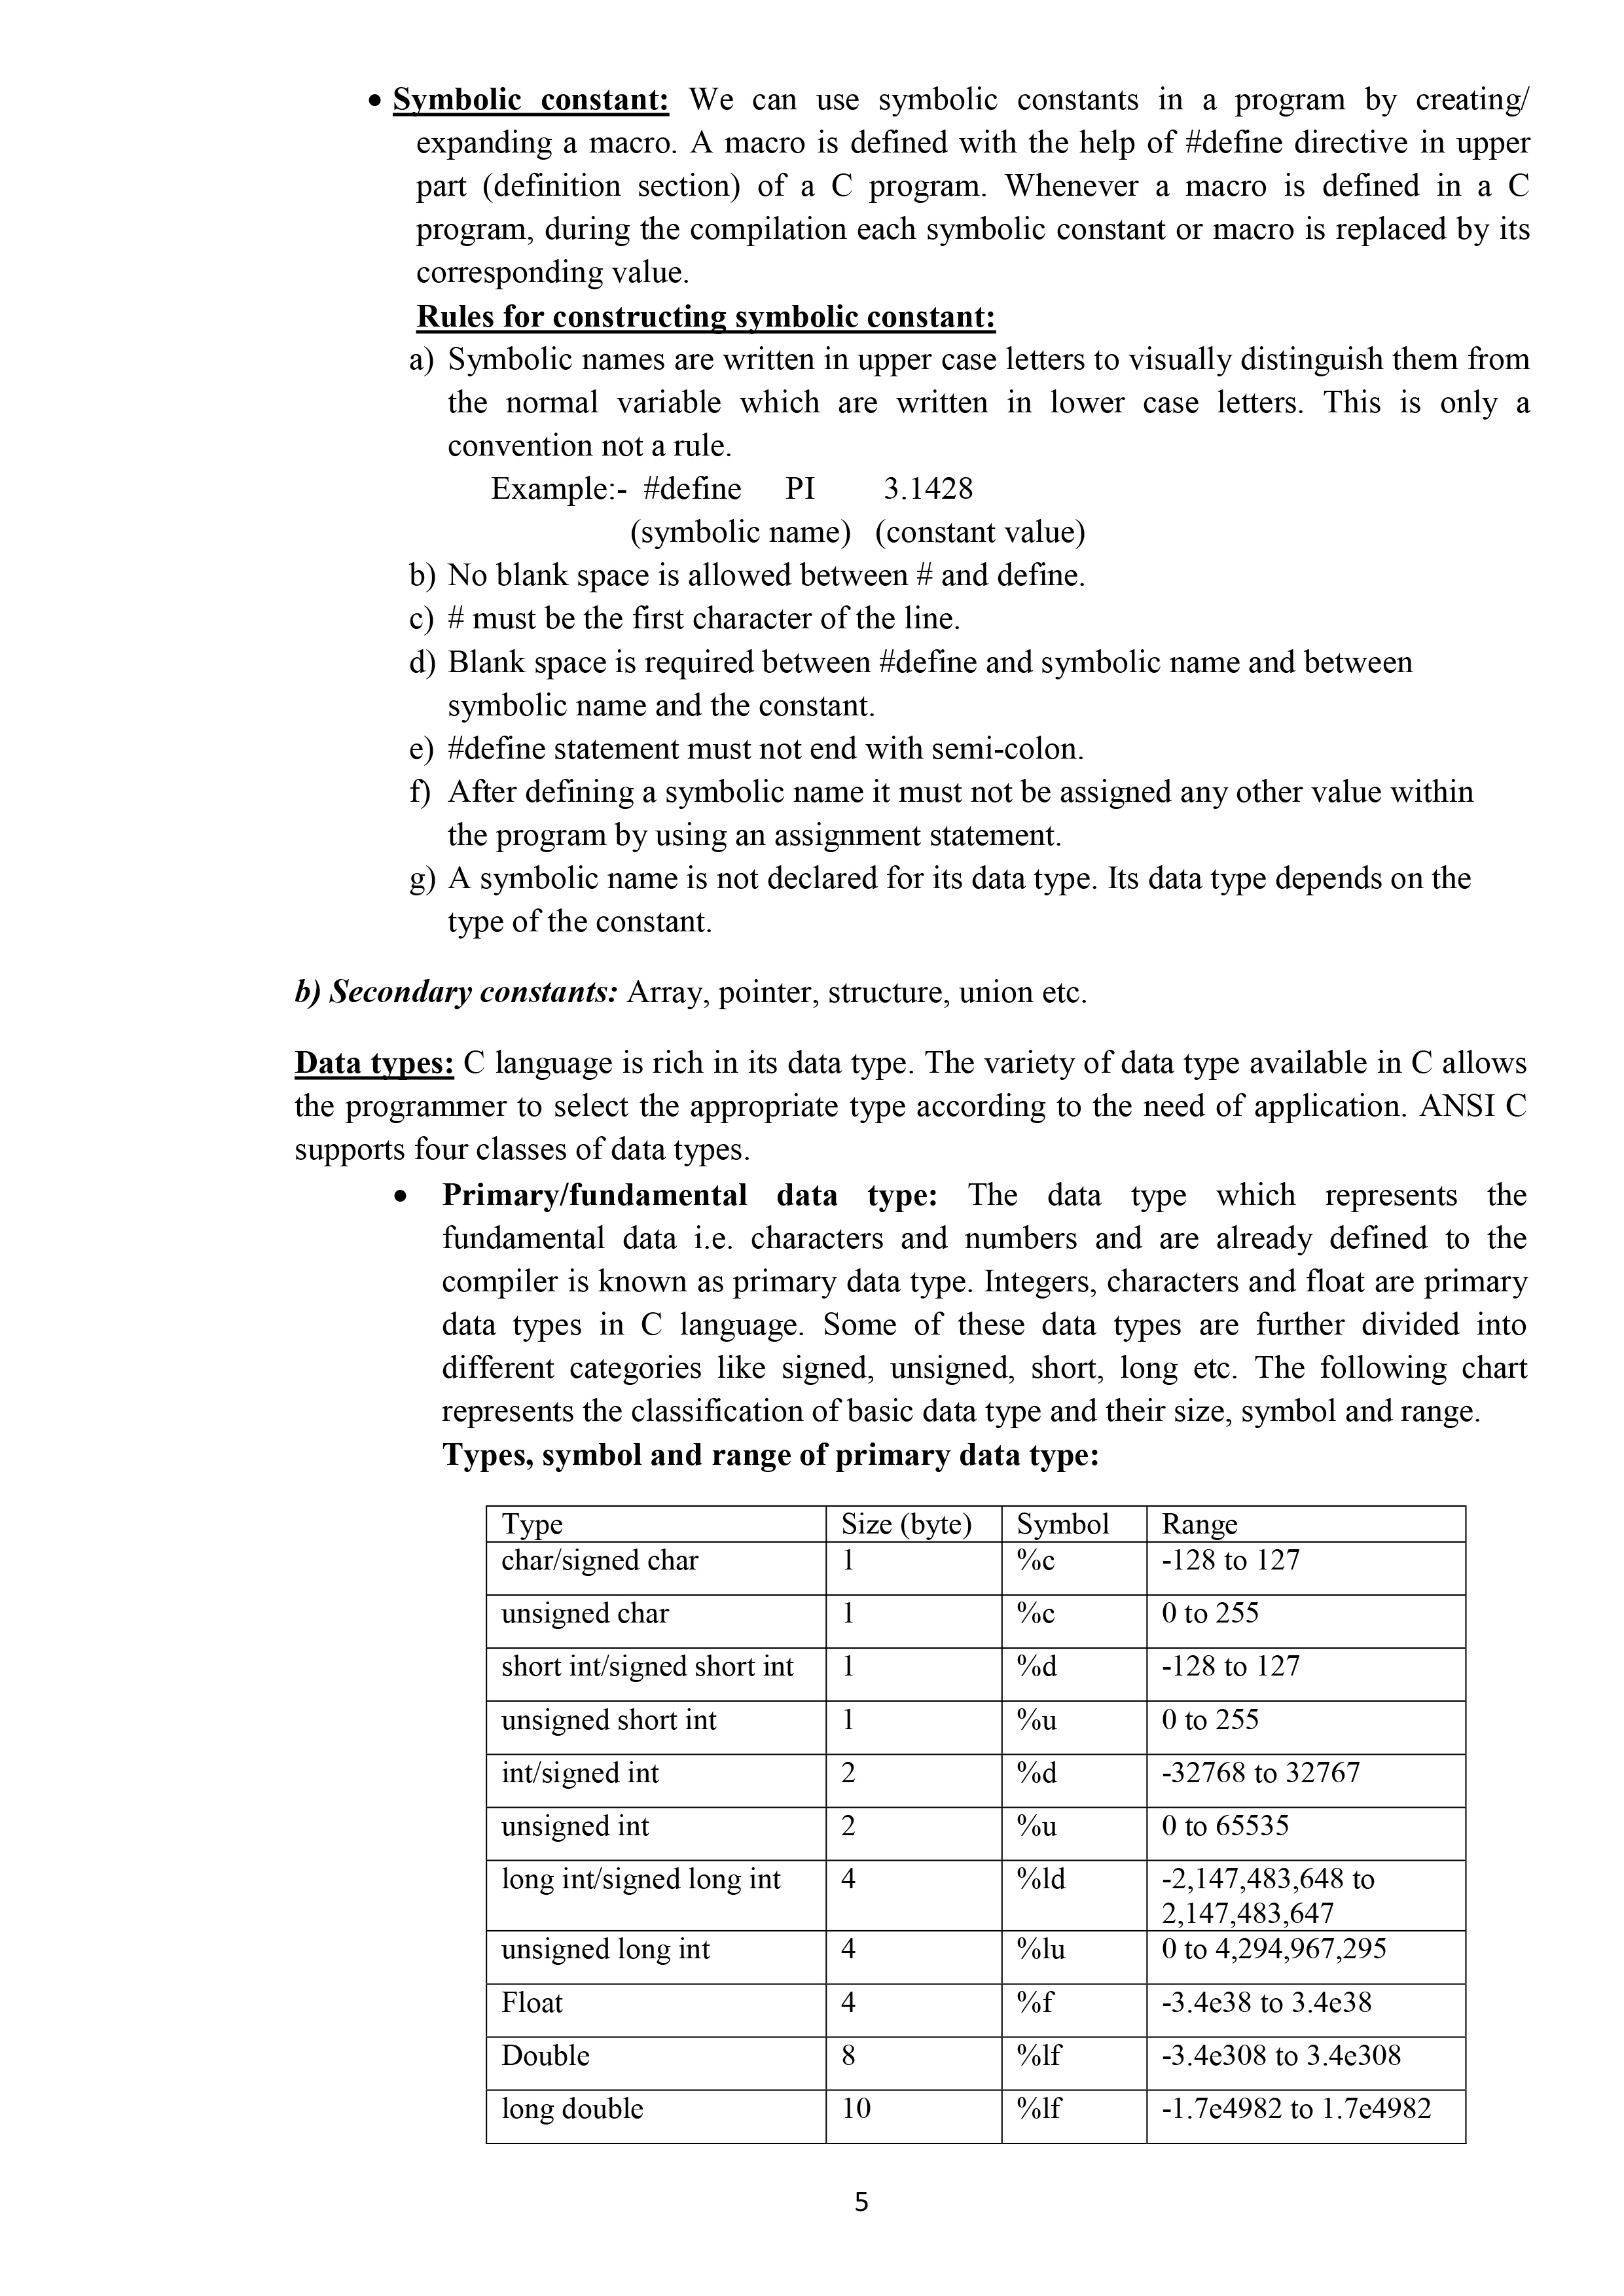 • Symbolic constant: We can use symbolic constants in a program by creating/
expanding a macro. A macro is defined with the help of #define directive in upper
part (definition section) of a C program. Whenever a macro is defined in a C
program, during the compilation each symbolic constant or macro is replaced by its
corresponding value.
Rules for constructing symbolic constant:
a) Symbolic names are written in upper case letters to visually distinguish them from
the normal variable which are written in lower case letters. This is only a
convention not a rule.
Example:- #define PI 3.1428
(symbolic name) (constant value)
b) No blank space is allowed between # and define.
c) # must be the first character of the line.
d) Blank space is required between #define and symbolic name and between
symbolic name and the constant.
e) #define statement must not end with semi-colon.
f) After defining a symbolic name it must not be assigned any other value within
the program by using an assignment statement.
g) A symbolic name is not declared for its data type. Its data type depends on the
type of the constant.
b) Secondary constants: Array, pointer, structure, union etc.
Data types: C language is rich in its data type. The variety of data type available in C allows
the programmer to select the appropriate type according to the need of application. ANSI C
supports four classes of data types.
• Primary/fundamental data type: The data type which represents the
fundamental data i.e. characters and numbers and are already defined to the
compiler is known as primary data type. Integers, characters and float are primary
data types in C language. Some of these data types are further divided into
different categories like signed, unsigned, short, long etc. The following chart
represents the classification of basic data type and their size, symbol and range.
Types, symbol and range of primary data type:
Type Size (byte) Symbol Range
char/signed char 1 %c -128 to 127
unsigned char 1 %c 0 to 255
short int/signed short int 1 %d -128 to 127
unsigned short int 1 %u 0 to 255
int/signed int 2 %d -32768 to 32767
unsigned int 2 %u 0 to 65535
long int/signed long int 4 %ld -2,147,483,648 to
2,147,483,647
unsigned long int 4 %lu 0 to 4,294,967,295
Float 4 %f -3.4e38 to 3.4e38
Double 8 %lf -3.4e308 to 3.4e308
long double 10 %lf -1.7e4982 to 1.7e4982
5